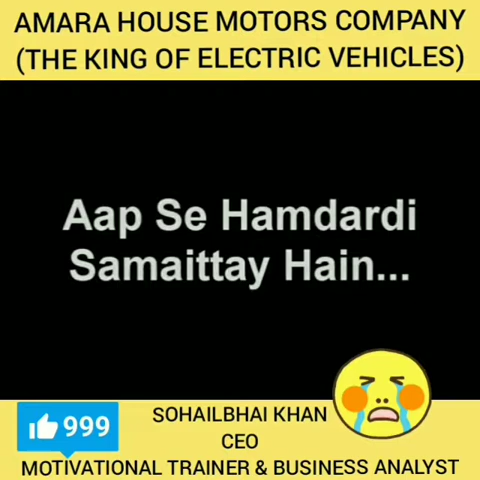 AMARA HOUSE MOTORS COMPANY
(THE KING OF ELECTRIC VEHICLES)
Aap Se Hamdardi
Samaittay Hain...
999
SOHAILBHAI KHAN
CEO
MOTIVATIONAL TRAINER & BUSINESS ANALYST